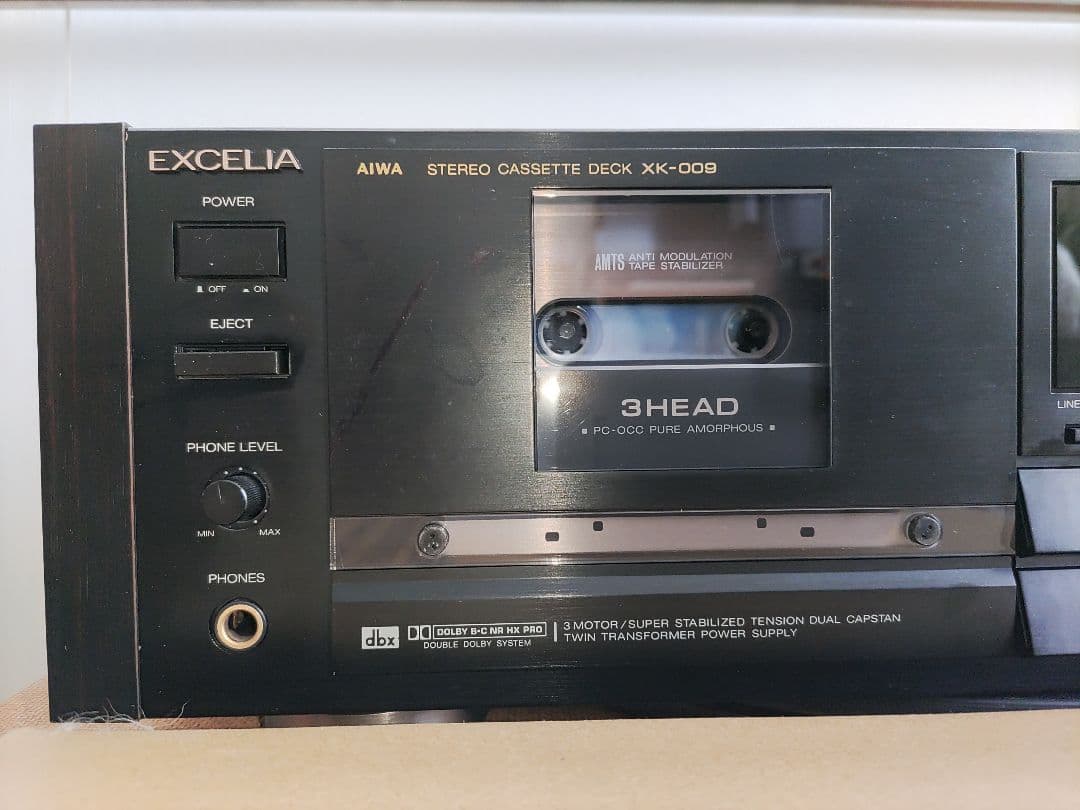 EXCELIA
AIWA STEREO CASSETTE DECK XK-009
POWER
OFF ON
EJECT
PHONE LEVEL
MIN MAX
PHONES
AMTS ANTI MODULATION
TAPE STABILIZER
3HEAD
PC-OCC PURE AMORPHOUS
LINE
dbx DOLBY B-C NR HX PRO
DOUBLE DOLBY SYSTEM
3 MOTOR/SUPER STABILIZED TENSION DUAL CAPSTAN
TWIN TRANSFORMER POWER SUPPLY